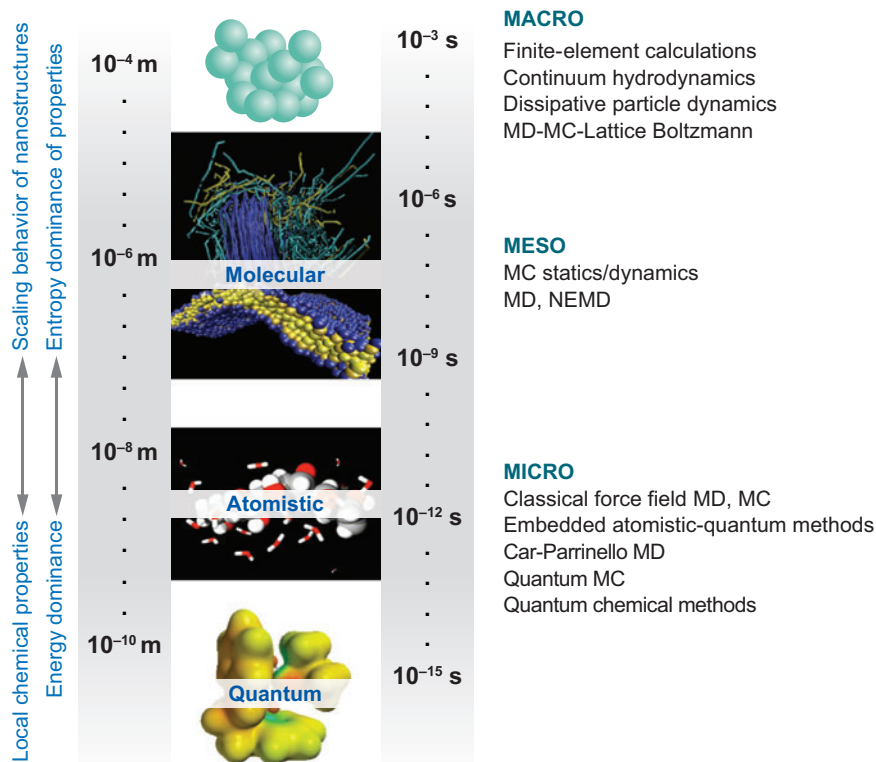 Scaling behavior of nanostructures
Entropy dominance of properties
Local chemical properties
Energy dominance
10⁻⁴ m
10⁻⁶ m
10⁻⁸ m
10⁻¹⁰ m
Molecular
Atomistic
Quantum
10⁻³ s
10⁻⁶ s
10⁻⁹ s
10⁻¹² s
10⁻¹⁵ s
MACRO
Finite-element calculations
Continuum hydrodynamics
Dissipative particle dynamics
MD-MC-Lattice Boltzmann
MESO
MC statics/dynamics
MD, NEMD
MICRO
Classical force field MD, MC
Embedded atomistic-quantum methods
Car-Parrinello MD
Quantum MC
Quantum chemical methods